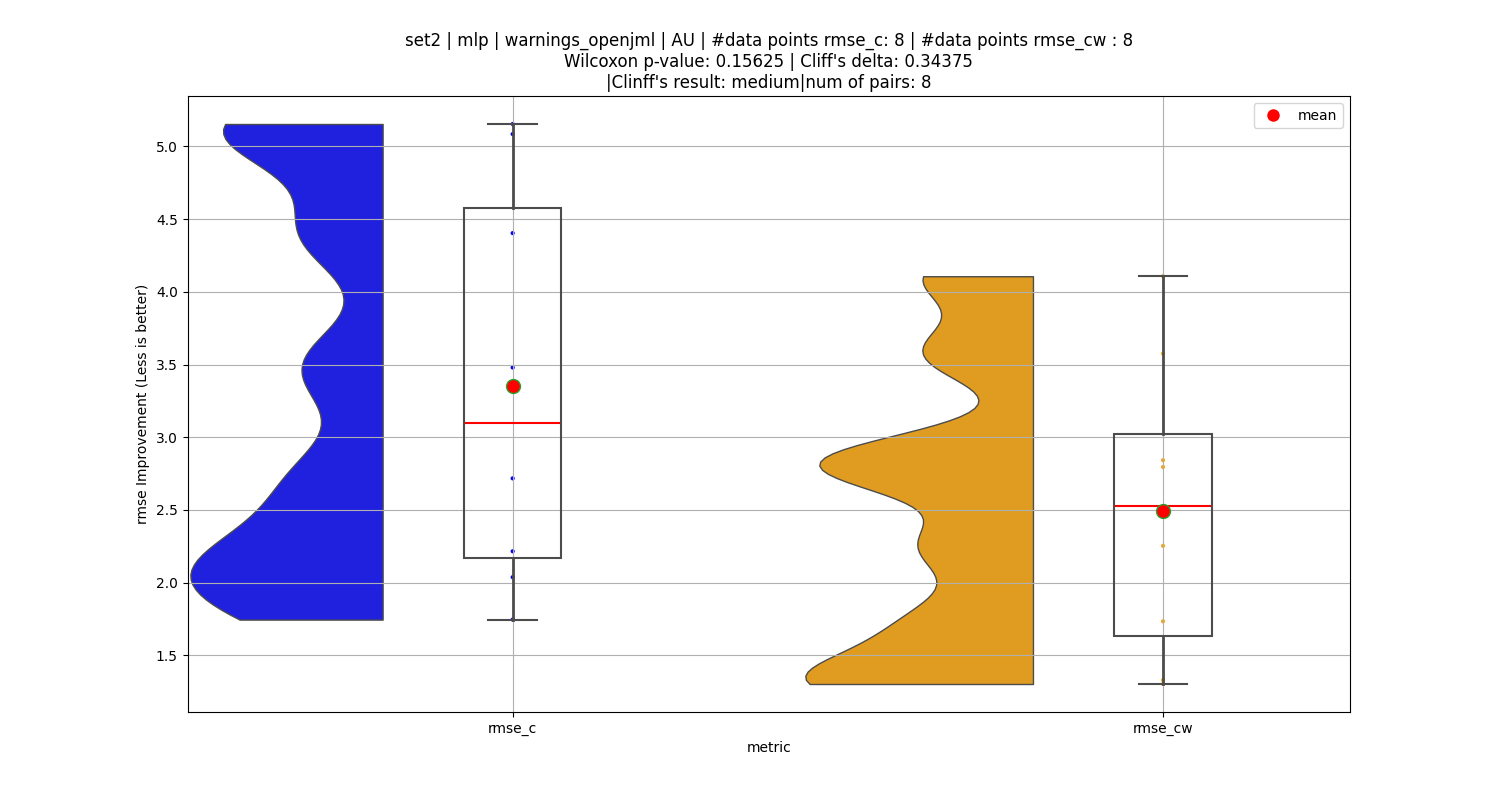 set2 | mlp | warnings_openjml | AU | #data points rmse_c: 8 | #data points rmse_cw : 8
Wilcoxon p-value: 0.15625 | Cliff's delta: 0.34375
|Clinff's result: medium|num of pairs: 8
mean
rmse Improvement (Less is better)
5.0
4.5
4.0
3.5
3.0
2.5
2.0
1.5
rmse_c
rmse_cw
metric